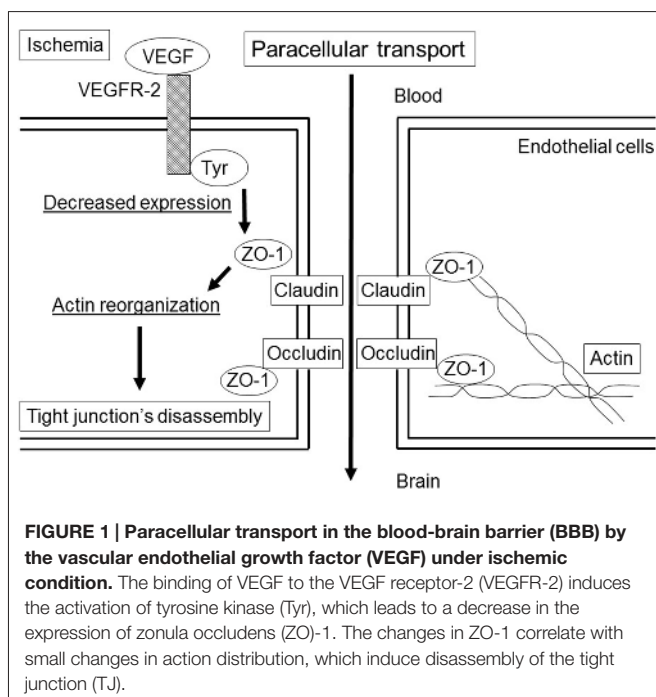 Ischemia
VEGF
Paracellular transport
VEGFR-2
Blood
Endothelial cells
Tyr
Decreased expression
ZO-1
ZO-1
Claudin
Claudin
Actin reorganization
Occludin
Occludin
Actin
ZO-1
ZO-1
Tight junction's disassembly
Brain
FIGURE 1 | Paracellular transport in the blood-brain barrier (BBB) by
the vascular endothelial growth factor (VEGF) under ischemic
condition. The binding of VEGF to the VEGF receptor-2 (VEGFR-2) induces
the activation of tyrosine kinase (Tyr), which leads to a decrease in the
expression of zonula occludens (ZO)-1. The changes in ZO-1 correlate with
small changes in action distribution, which induce disassembly of the tight
junction (TJ).